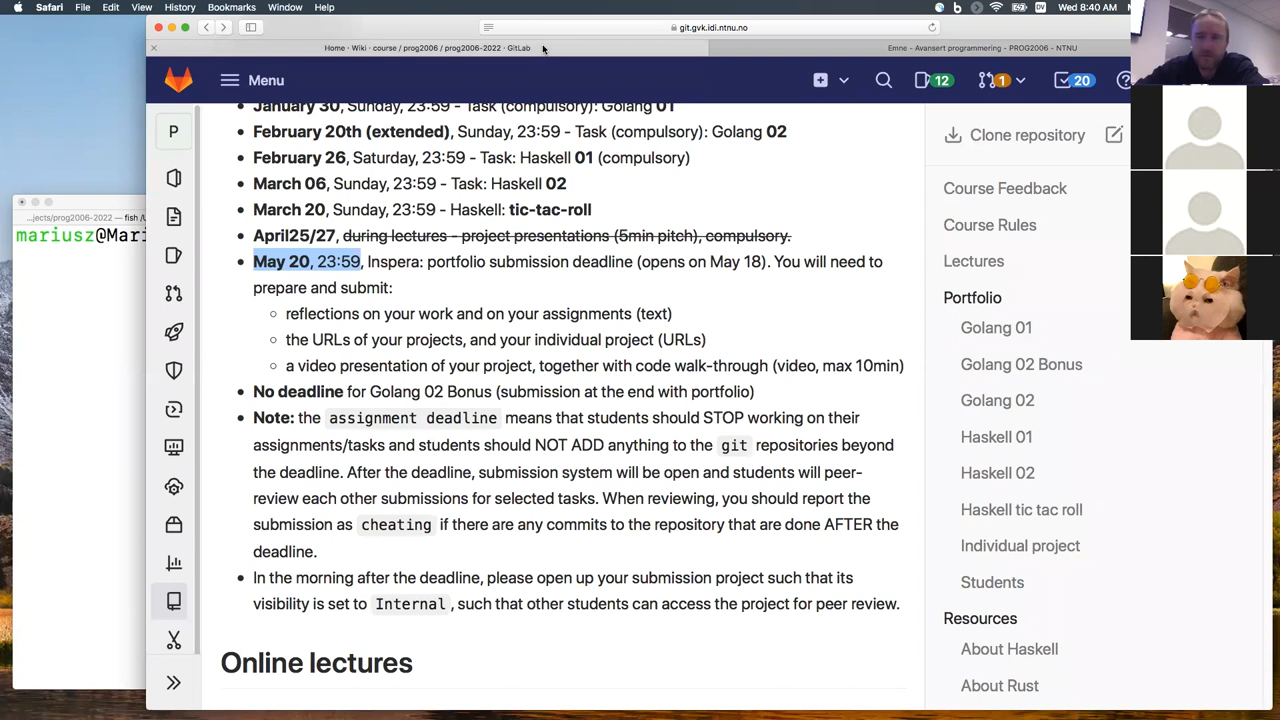 Safari File Edit View History Bookmarks Window Help
Wed 8:40 AM
git.gvk.idi.ntnu.no
Home · Wiki · course / prog2006 / prog2006-2022 · GitLab
Emne - Avansert programmering - PROG2006 - NTNU
Menu
12
1
20
P
January 30, Sunday, 23:59 - Task (compulsory): Golang 01
February 20th (extended), Sunday, 23:59 - Task (compulsory): Golang 02
February 26, Saturday, 23:59 - Task: Haskell 01 (compulsory)
March 06, Sunday, 23:59 - Task: Haskell 02
March 20, Sunday, 23:59 - Haskell: tic-tac-roll
April25/27, during lectures - project presentations (5min pitch), compulsory.
May 20, 23:59, Inspera: portfolio submission deadline (opens on May 18). You will need to
prepare and submit:
reflections on your work and on your assignments (text)
the URLs of your projects, and your individual project (URLs)
a video presentation of your project, together with code walk-through (video, max 10min)
No deadline for Golang 02 Bonus (submission at the end with portfolio)
Note: the assignment deadline means that students should STOP working on their
assignments/tasks and students should NOT ADD anything to the git repositories beyond
the deadline. After the deadline, submission system will be open and students will peer-
review each other submissions for selected tasks. When reviewing, you should report the
submission as cheating if there are any commits to the repository that are done AFTER the
deadline.
In the morning after the deadline, please open up your submission project such that its
visibility is set to Internal, such that other students can access the project for peer review.
Online lectures
Clone repository
Course Feedback
Course Rules
Lectures
Portfolio
Golang 01
Golang 02 Bonus
Golang 02
Haskell 01
Haskell 02
Haskell tic tac roll
Individual project
Students
Resources
About Haskell
About Rust
...jects/prog2006-2022 — fish /U
mariusz@Mari